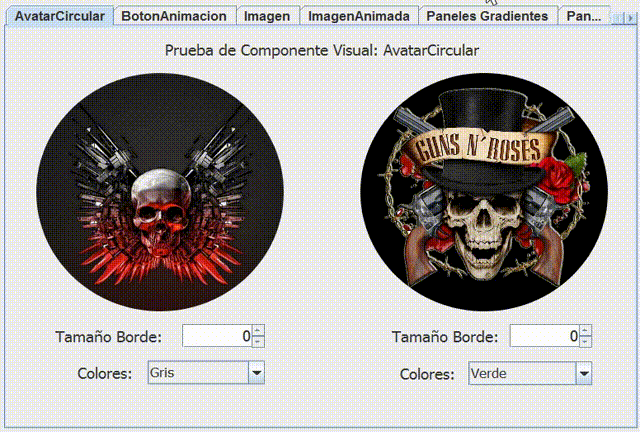 AvatarCircular BotonAnimacion Imagen ImagenAnimada Paneles Gradientes Pan...
Prueba de Componente Visual: AvatarCircular
GUNS N' ROSES
Tamaño Borde: 0 Tamaño Borde: 0
Colores: Gris Colores: Verde